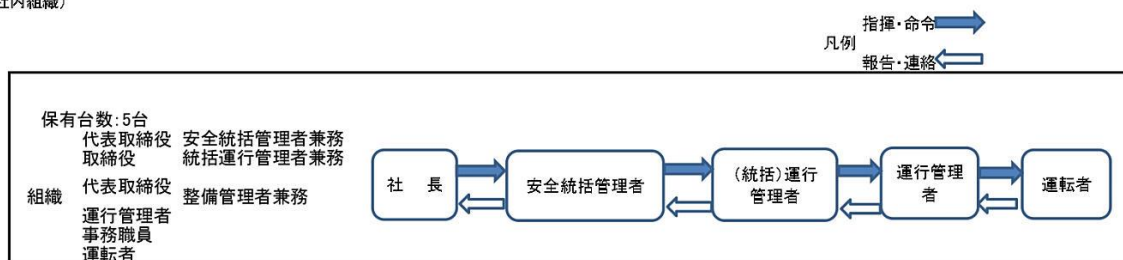 社内組織）
指揮・命令
凡例
報告・連絡
保有台数：5台
代表取締役 安全統括管理者兼務
取締役 統括運行管理者兼務
組織
代表取締役 整備管理者兼務
運行管理者
事務職員
運転者
社 長
安全統括管理者
（統括）運行
管理者
運行管理
者
運転者